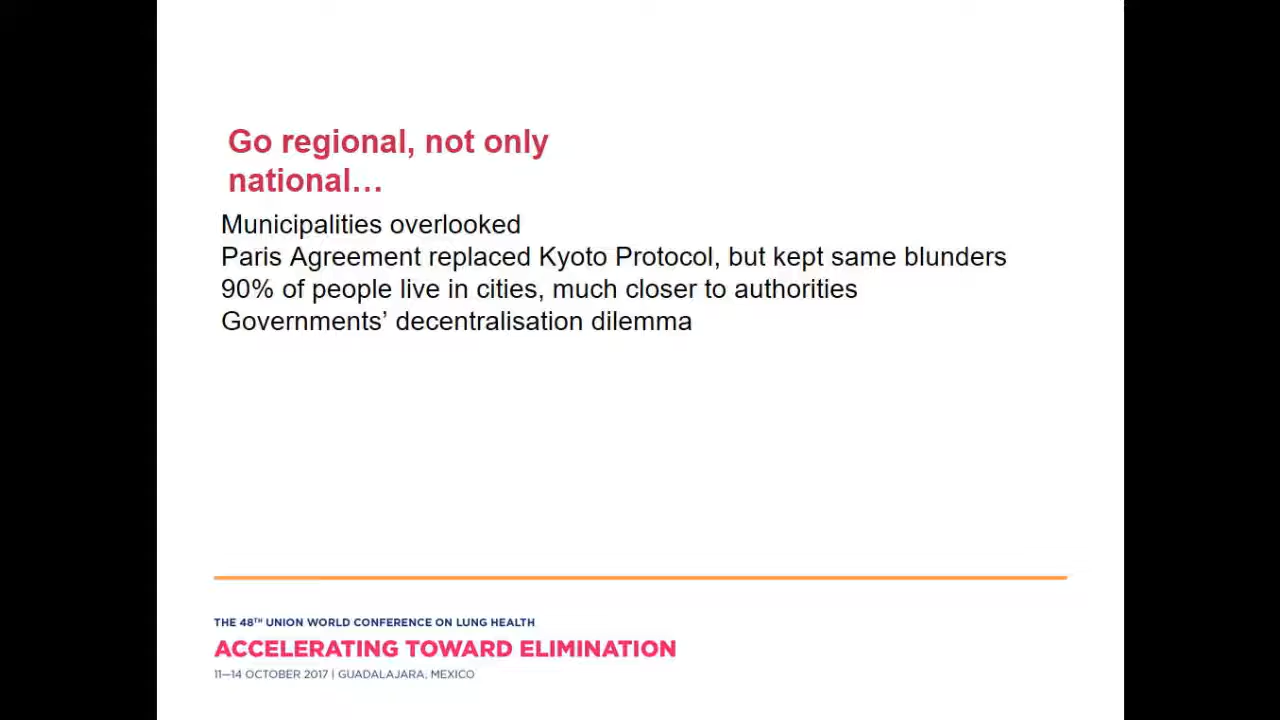 Go regional, not only
national…
Municipalities overlooked
Paris Agreement replaced Kyoto Protocol, but kept same blunders
90% of people live in cities, much closer to authorities
Governments’ decentralisation dilemma
THE 48TH UNION WORLD CONFERENCE ON LUNG HEALTH
ACCELERATING TOWARD ELIMINATION
11–14 OCTOBER 2017 | GUADALAJARA, MEXICO